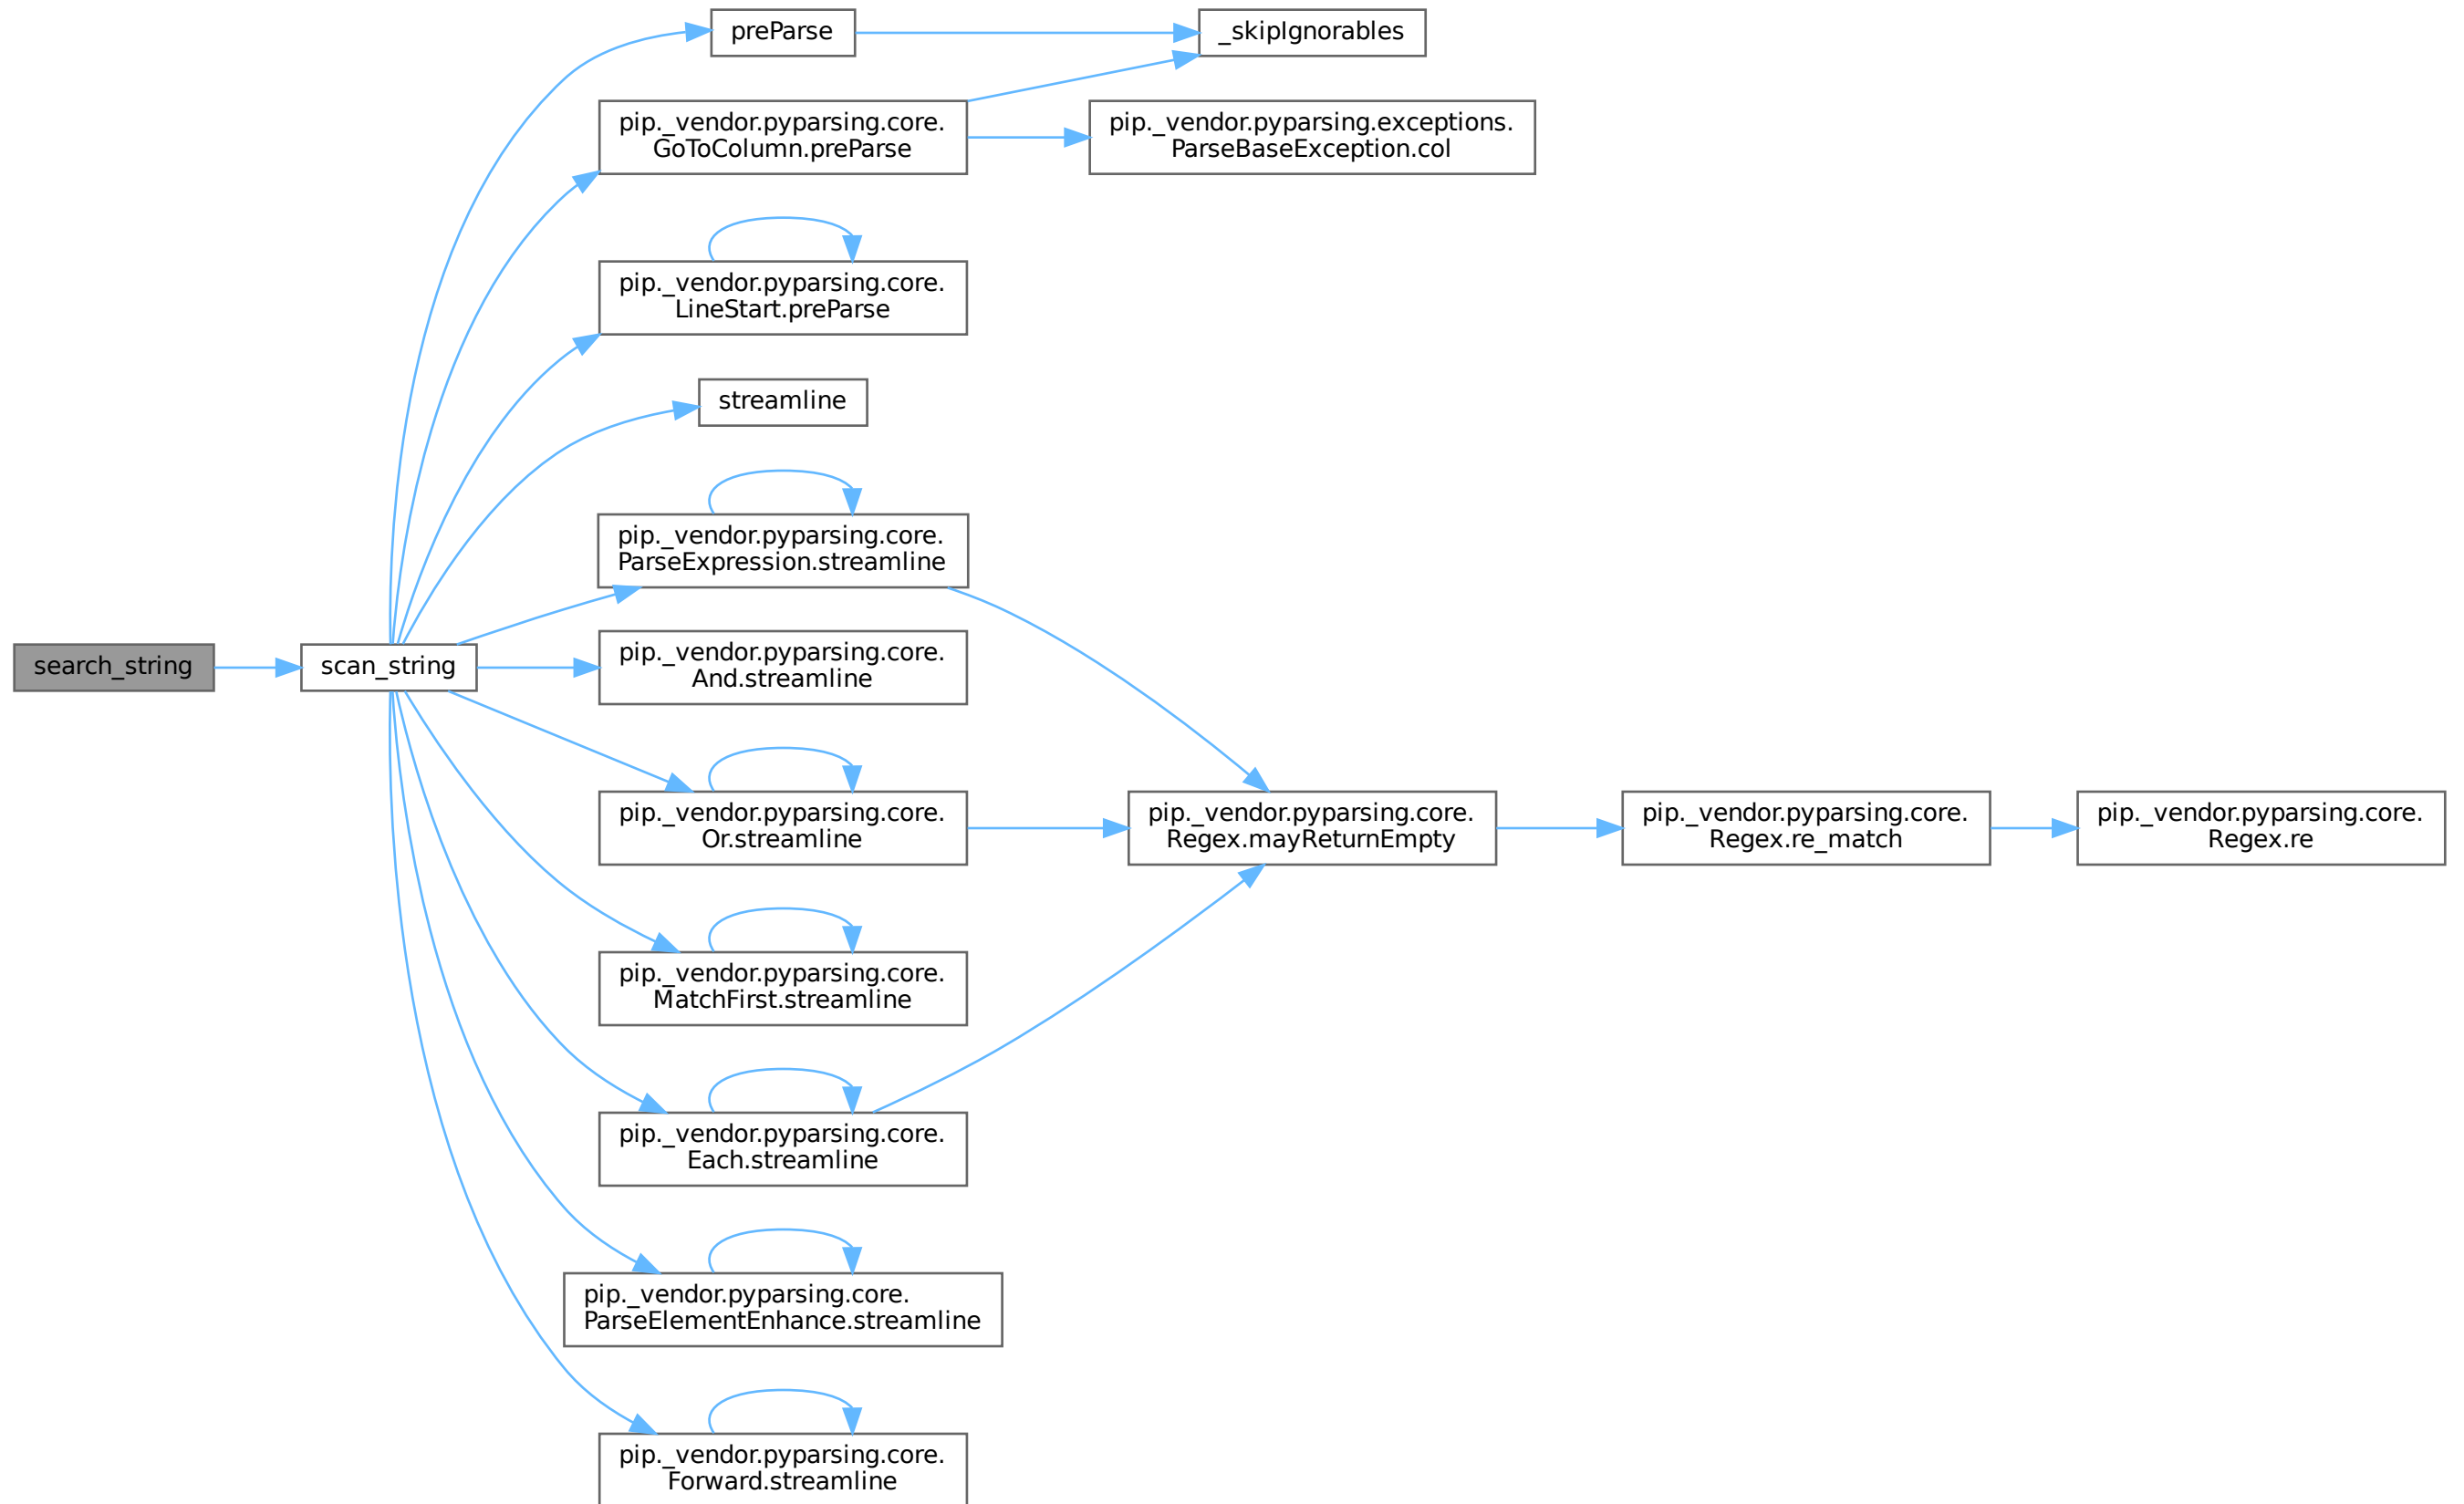 preParse
_skipIgnorables
pip._vendor.pyparsing.core.
GoToColumn.preParse
pip._vendor.pyparsing.exceptions.
ParseBaseException.col
pip._vendor.pyparsing.core.
LineStart.preParse
streamline
pip._vendor.pyparsing.core.
ParseExpression.streamline
search_string
scan_string
pip._vendor.pyparsing.core.
And.streamline
pip._vendor.pyparsing.core.
Or.streamline
pip._vendor.pyparsing.core.
Regex.mayReturnEmpty
pip._vendor.pyparsing.core.
Regex.re_match
pip._vendor.pyparsing.core.
Regex.re
pip._vendor.pyparsing.core.
MatchFirst.streamline
pip._vendor.pyparsing.core.
Each.streamline
pip._vendor.pyparsing.core.
ParseElementEnhance.streamline
pip._vendor.pyparsing.core.
Forward.streamline